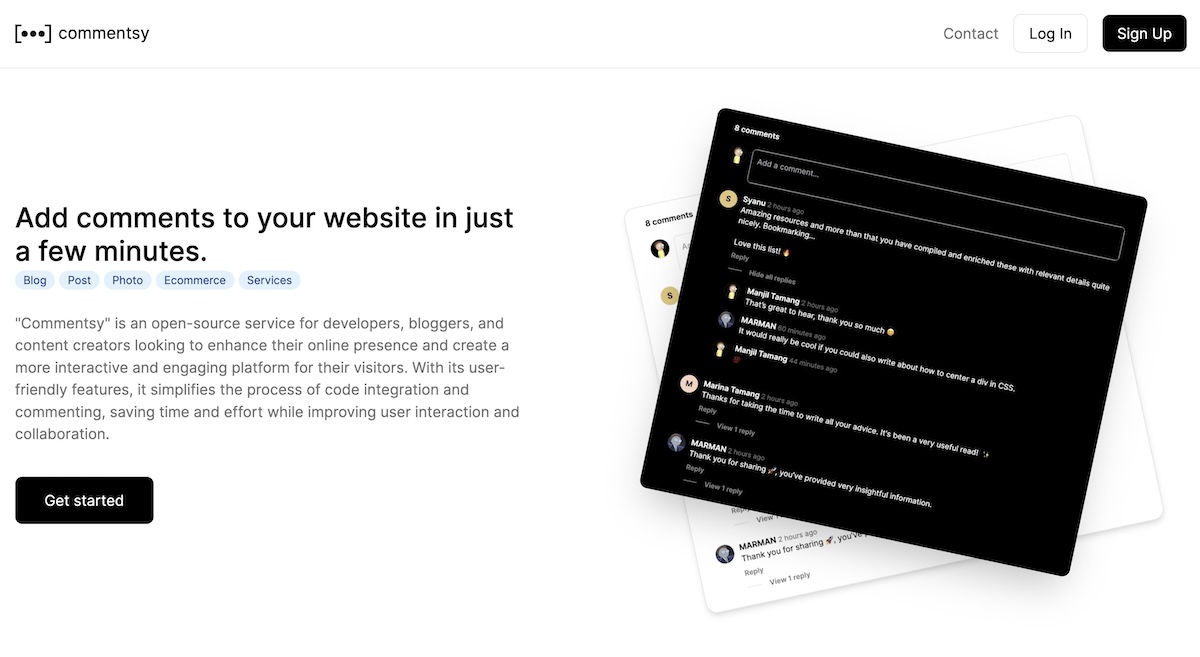 [•••] commentsy
Contact
Log In
Sign Up
Add comments to your website in just
a few minutes.
Blog
Post
Photo
Ecommerce
Services
"Commentsy" is an open-source service for developers, bloggers, and
content creators looking to enhance their online presence and create a
more interactive and engaging platform for their visitors. With its user-
friendly features, it simplifies the process of code integration and
commenting, saving time and effort while improving user interaction and
collaboration.
Get started
8 comments
Add a comment...
S
Syanu 2 hours ago
Amazing resources and more than that you have compiled and enriched these with relevant details quite
nicely. Bookmarking...
Love this list! 🔥
Reply
Hide all replies
Manjil Tamang 2 hours ago
That's great to hear, thank you so much 😄
MARMAN 60 minutes ago
It would really be cool if you could also write about how to center a div in CSS.
Manjil Tamang 44 minutes ago
💯
M
Marina Tamang 2 hours ago
Thanks for taking the time to write all your advice. It's been a very useful read! ✨
Reply
View 1 reply
MARMAN 2 hours ago
Thank you for sharing 🚀, you've provided very insightful information.
Reply
View 1 reply
8 comments
S
View 1
MARMAN 2 hours ago
Thank you for sharing 🚀, you've
Reply
View 1 reply